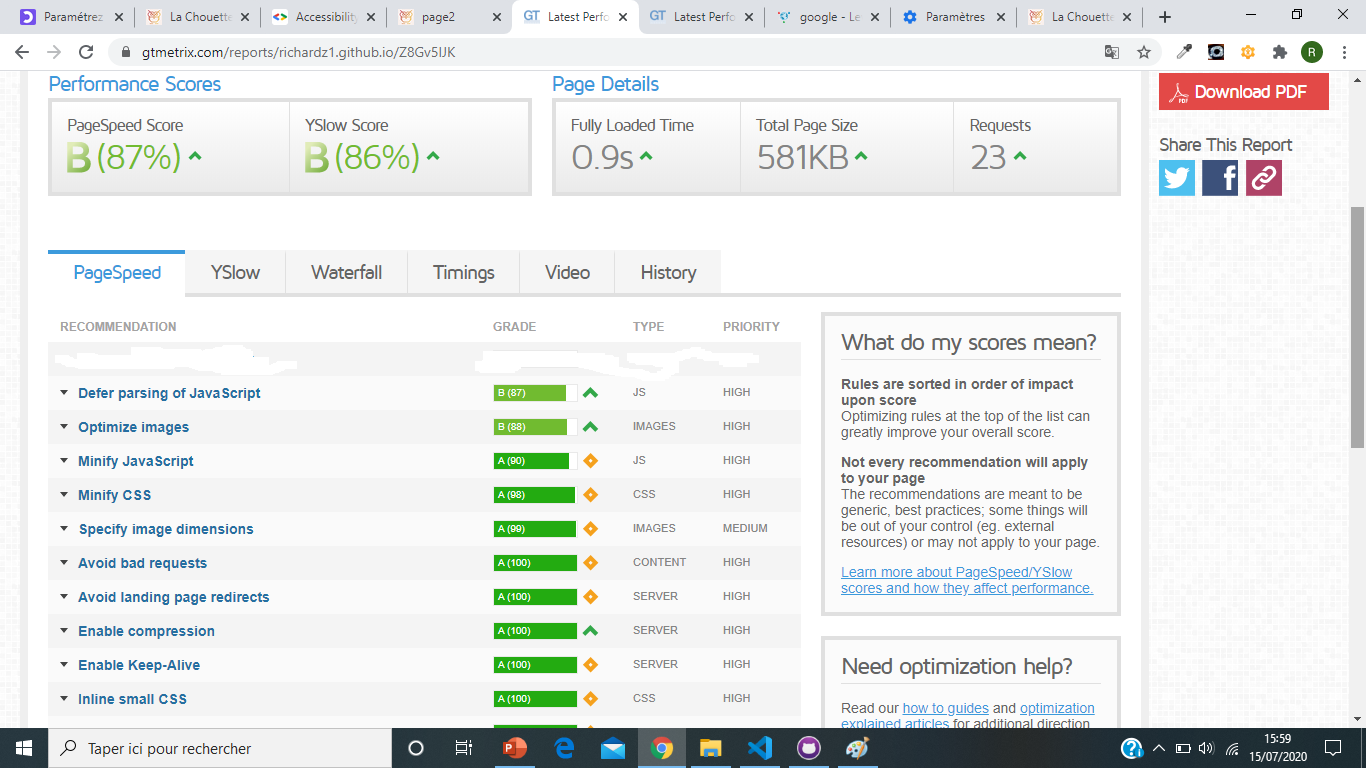 Paramétrez
La Chouette
Accessibility
page2
GT Latest Perfo
GT Latest Perfo
google - Le
Paramètres
La Chouette
gtmetrix.com/reports/richardz1.github.io/Z8Gv5IJK
R
Performance Scores
Page Details
Download PDF
PageSpeed Score
YSlow Score
Fully Loaded Time
Total Page Size
Requests
B (87%)
B (86%)
0.9s
581KB
23
Share This Report
PageSpeed
YSlow
Waterfall
Timings
Video
History
RECOMMENDATION GRADE TYPE PRIORITY
Defer parsing of JavaScript B (87) JS HIGH
Optimize images B (88) IMAGES HIGH
Minify JavaScript A (90) JS HIGH
Minify CSS A (98) CSS HIGH
Specify image dimensions A (99) IMAGES MEDIUM
Avoid bad requests A (100) CONTENT HIGH
Avoid landing page redirects A (100) SERVER HIGH
Enable compression A (100) SERVER HIGH
Enable Keep-Alive A (100) SERVER HIGH
Inline small CSS A (100) CSS HIGH
What do my scores mean?
Rules are sorted in order of impact
upon score
Optimizing rules at the top of the list can
greatly improve your overall score.
Not every recommendation will apply
to your page
The recommendations are meant to be
generic, best practices; some things will
be out of your control (eg. external
resources) or may not apply to your page.
Learn more about PageSpeed/YSlow
scores and how they affect performance.
Need optimization help?
Read our how to guides and optimization
explained articles for additional direction
Taper ici pour rechercher
15:59
15/07/2020